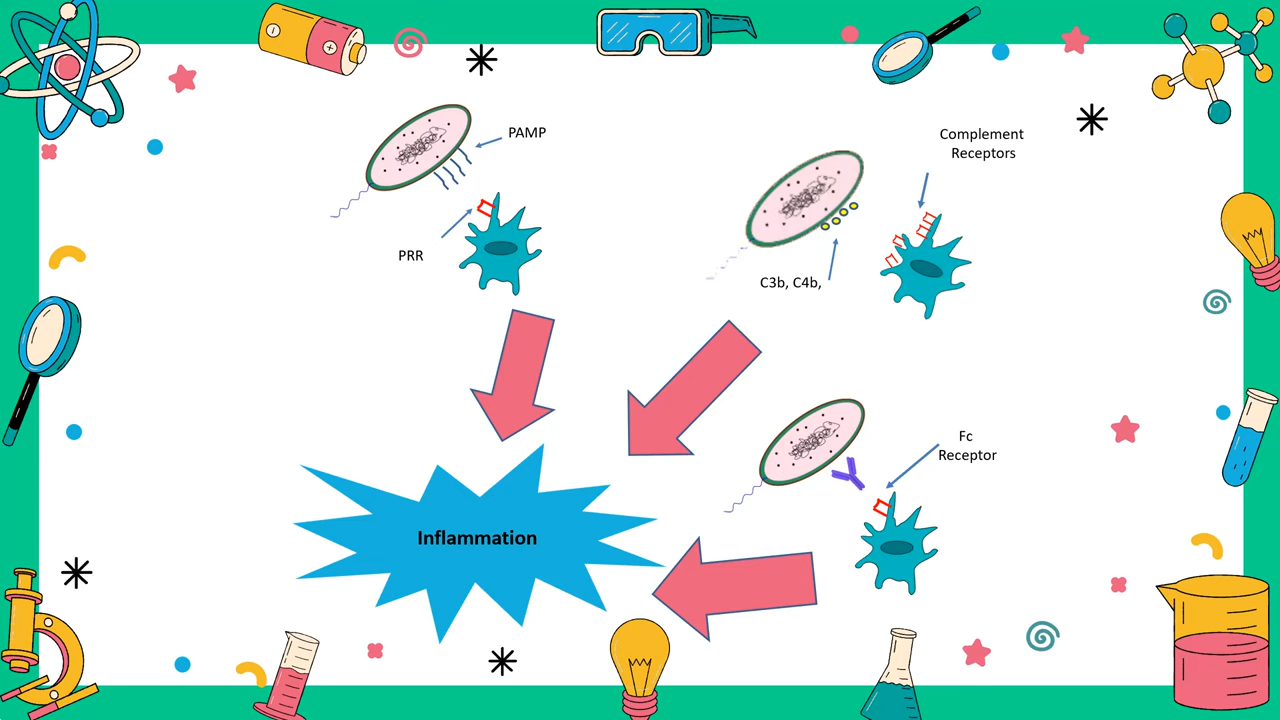 PAMP
PRR
Complement
Receptors
C3b, C4b,
Fc
Receptor
Inflammation